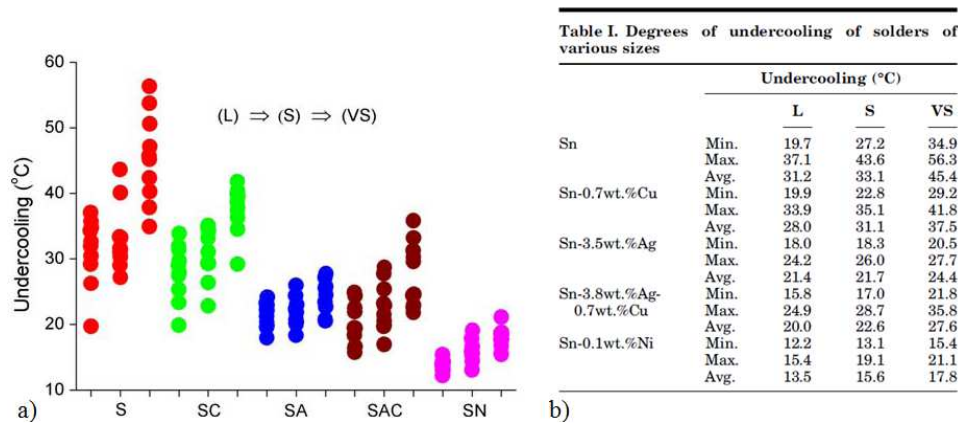 60
50
40
30
20
10
Undercooling (°C)
(L) ⇒ (S) ⇒ (VS)
S SC SA SAC SN
a)
Table I. Degrees of undercooling of solders of
various sizes
Undercooling (°C)
L S VS
Sn Min. 19.7 27.2 34.9
Max. 37.1 43.6 56.3
Avg. 31.2 33.1 45.4
Sn-0.7wt.%Cu Min. 19.9 22.8 29.2
Max. 33.9 35.1 41.8
Avg. 28.0 31.1 37.5
Sn-3.5wt.%Ag Min. 18.0 18.3 20.5
Max. 24.2 26.0 27.7
Avg. 21.4 21.7 24.4
Sn-3.8wt.%Ag- Min. 15.8 17.0 21.8
0.7wt.%Cu Max. 24.9 28.7 35.8
Avg. 20.0 22.6 27.6
Sn-0.1wt.%Ni Min. 12.2 13.1 15.4
Max. 15.4 19.1 21.1
Avg. 13.5 15.6 17.8
b)